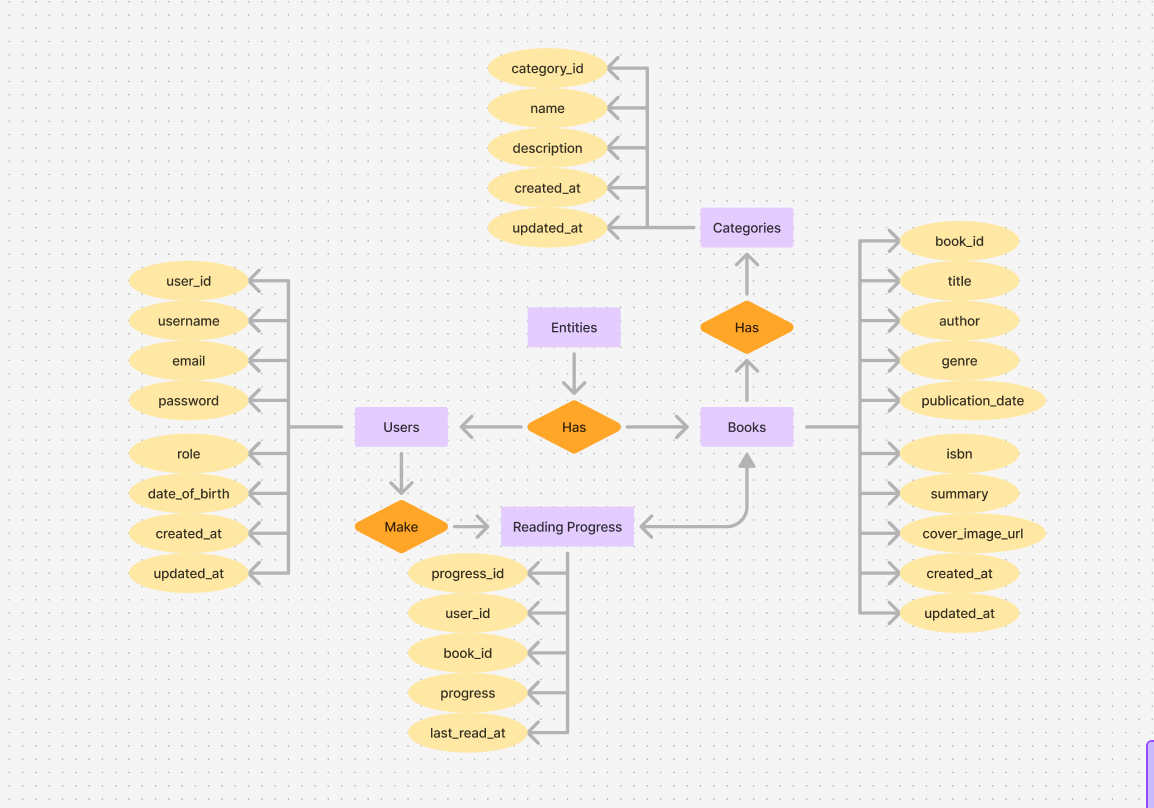 category_id
name
description
created_at
updated_at
Categories
Has
Entities
Has
Users
Books
Make
Reading Progress
user_id
username
email
password
role
date_of_birth
created_at
updated_at
book_id
title
author
genre
publication_date
isbn
summary
cover_image_url
created_at
updated_at
progress_id
user_id
book_id
progress
last_read_at